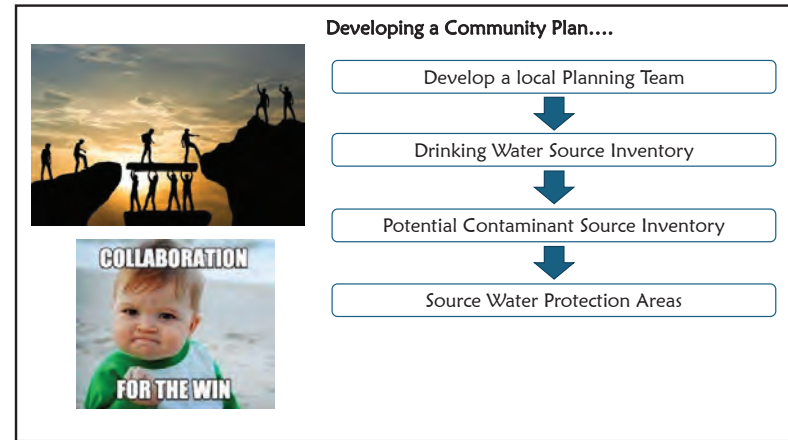 Developing a Community Plan....
Develop a local Planning Team
Drinking Water Source Inventory
Potential Contaminant Source Inventory
Source Water Protection Areas
COLLABORATION
FOR THE WIN